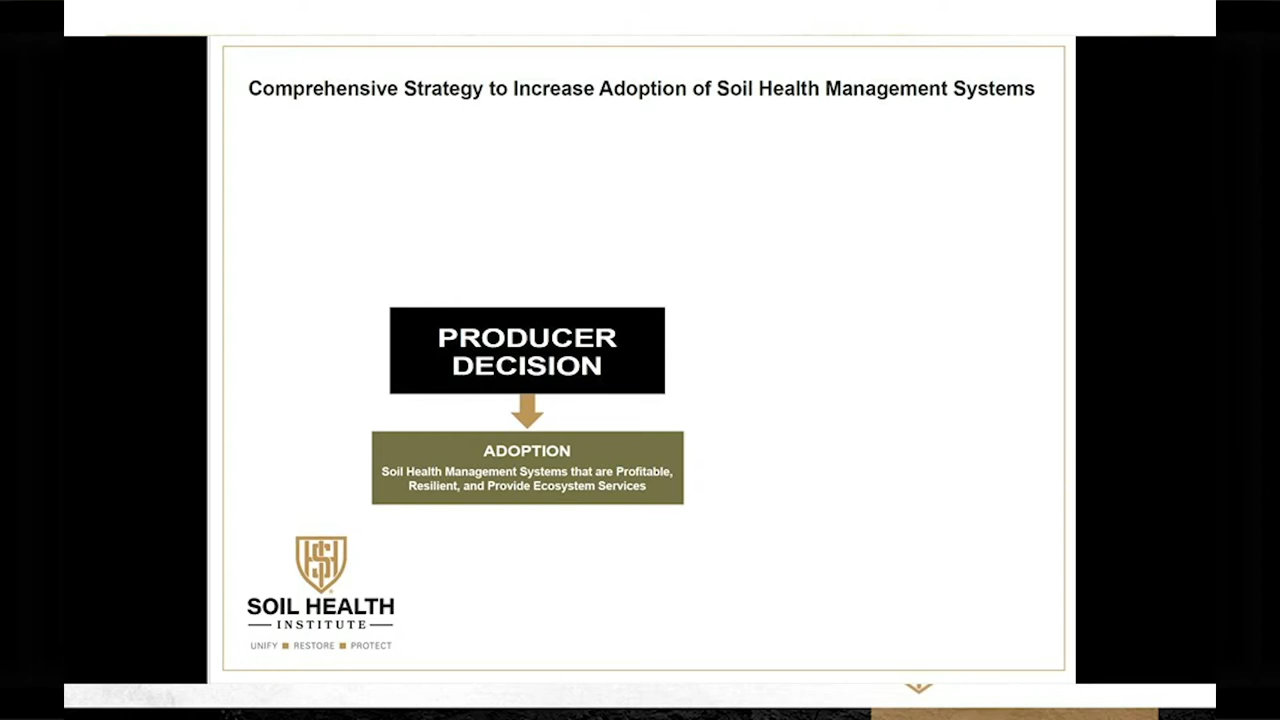 Comprehensive Strategy to Increase Adoption of Soil Health Management Systems
PRODUCER
DECISION
ADOPTION
Soil Health Management Systems that are Profitable,
Resilient, and Provide Ecosystem Services
SOIL HEALTH
INSTITUTE
UNIFY ■ RESTORE ■ PROTECT